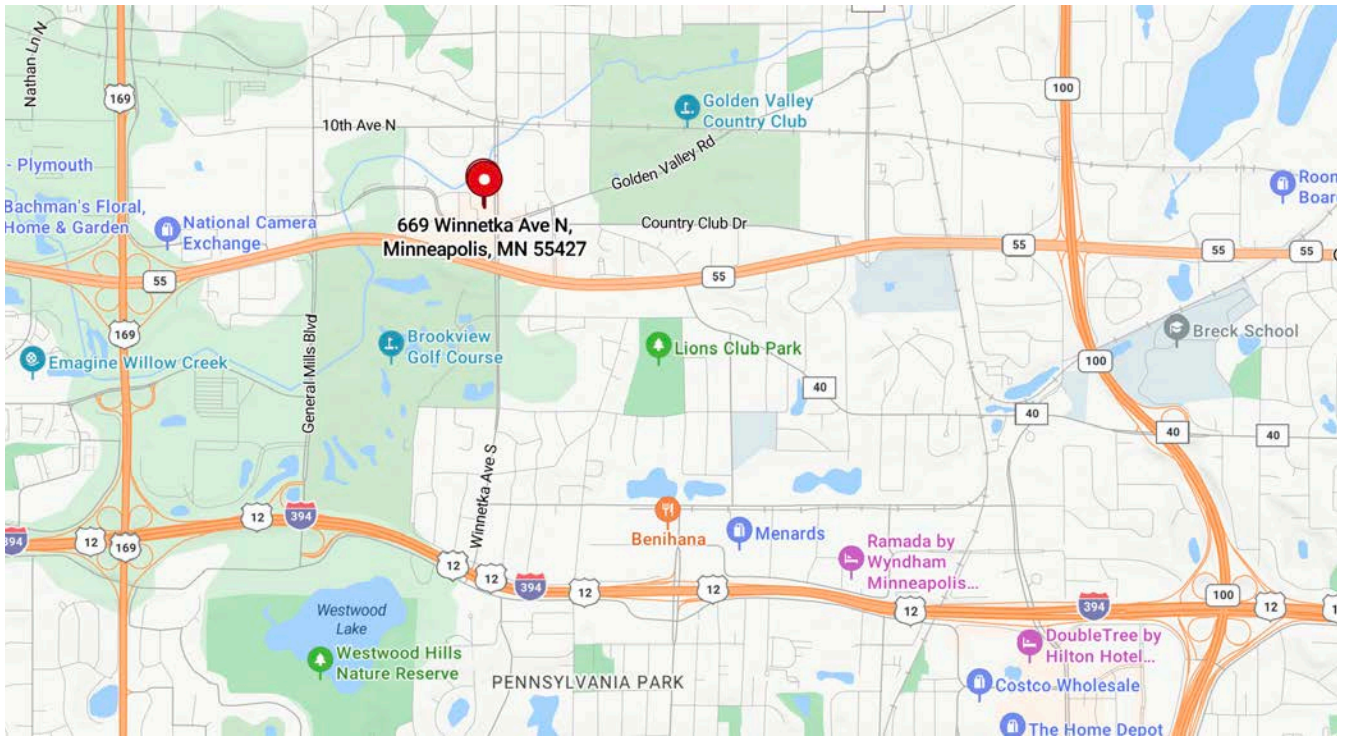 Nathan Ln N
169
100
Golden Valley
Country Club
10th Ave N
Golden Valley Rd
- Plymouth
Bachman's Floral,
Home & Garden
National Camera
Exchange
669 Winnetka Ave N,
Minneapolis, MN 55427
Country Club Dr
55
55
55
55
55
169
General Mills Blvd
Brookview
Golf Course
Lions Club Park
Breck School
Emagine Willow Creek
100
40
40
40
40
Winnetka Ave S
12
394
394
12
169
Benihana
Menards
Ramada by
Wyndham
Minneapolis...
12
12
394
12
12
12
394
100
12
Westwood
Lake
Westwood Hills
Nature Reserve
PENNSYLVANIA PARK
DoubleTree by
Hilton Hotel...
Costco Wholesale
The Home Depot